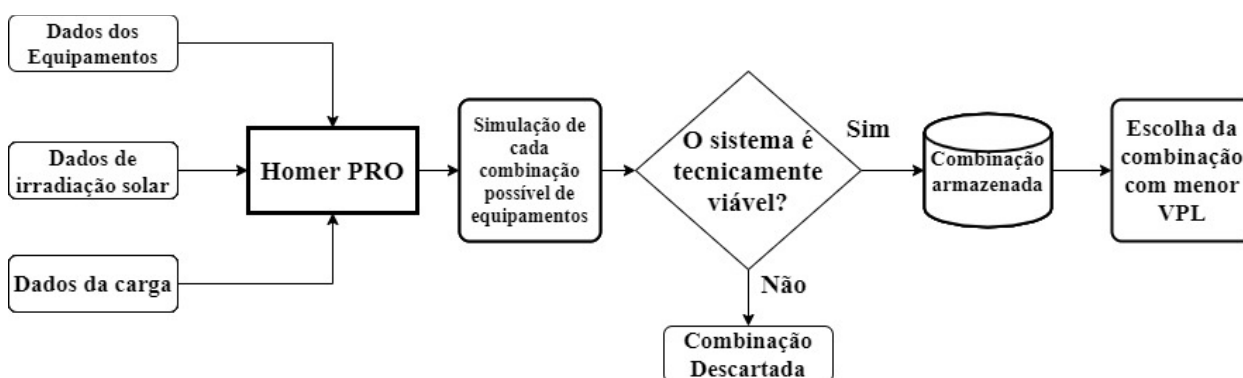 Dados dos
Equipamentos
Dados de
irradiação solar
Dados da carga
Homer PRO
Simulação de
cada
combinação
possível de
equipamentos
O sistema é
tecnicamente
viável?
Sim
Não
Combinação
Descartada
Combinação
armazenada
Escolha da
combinação
com menor
VPL